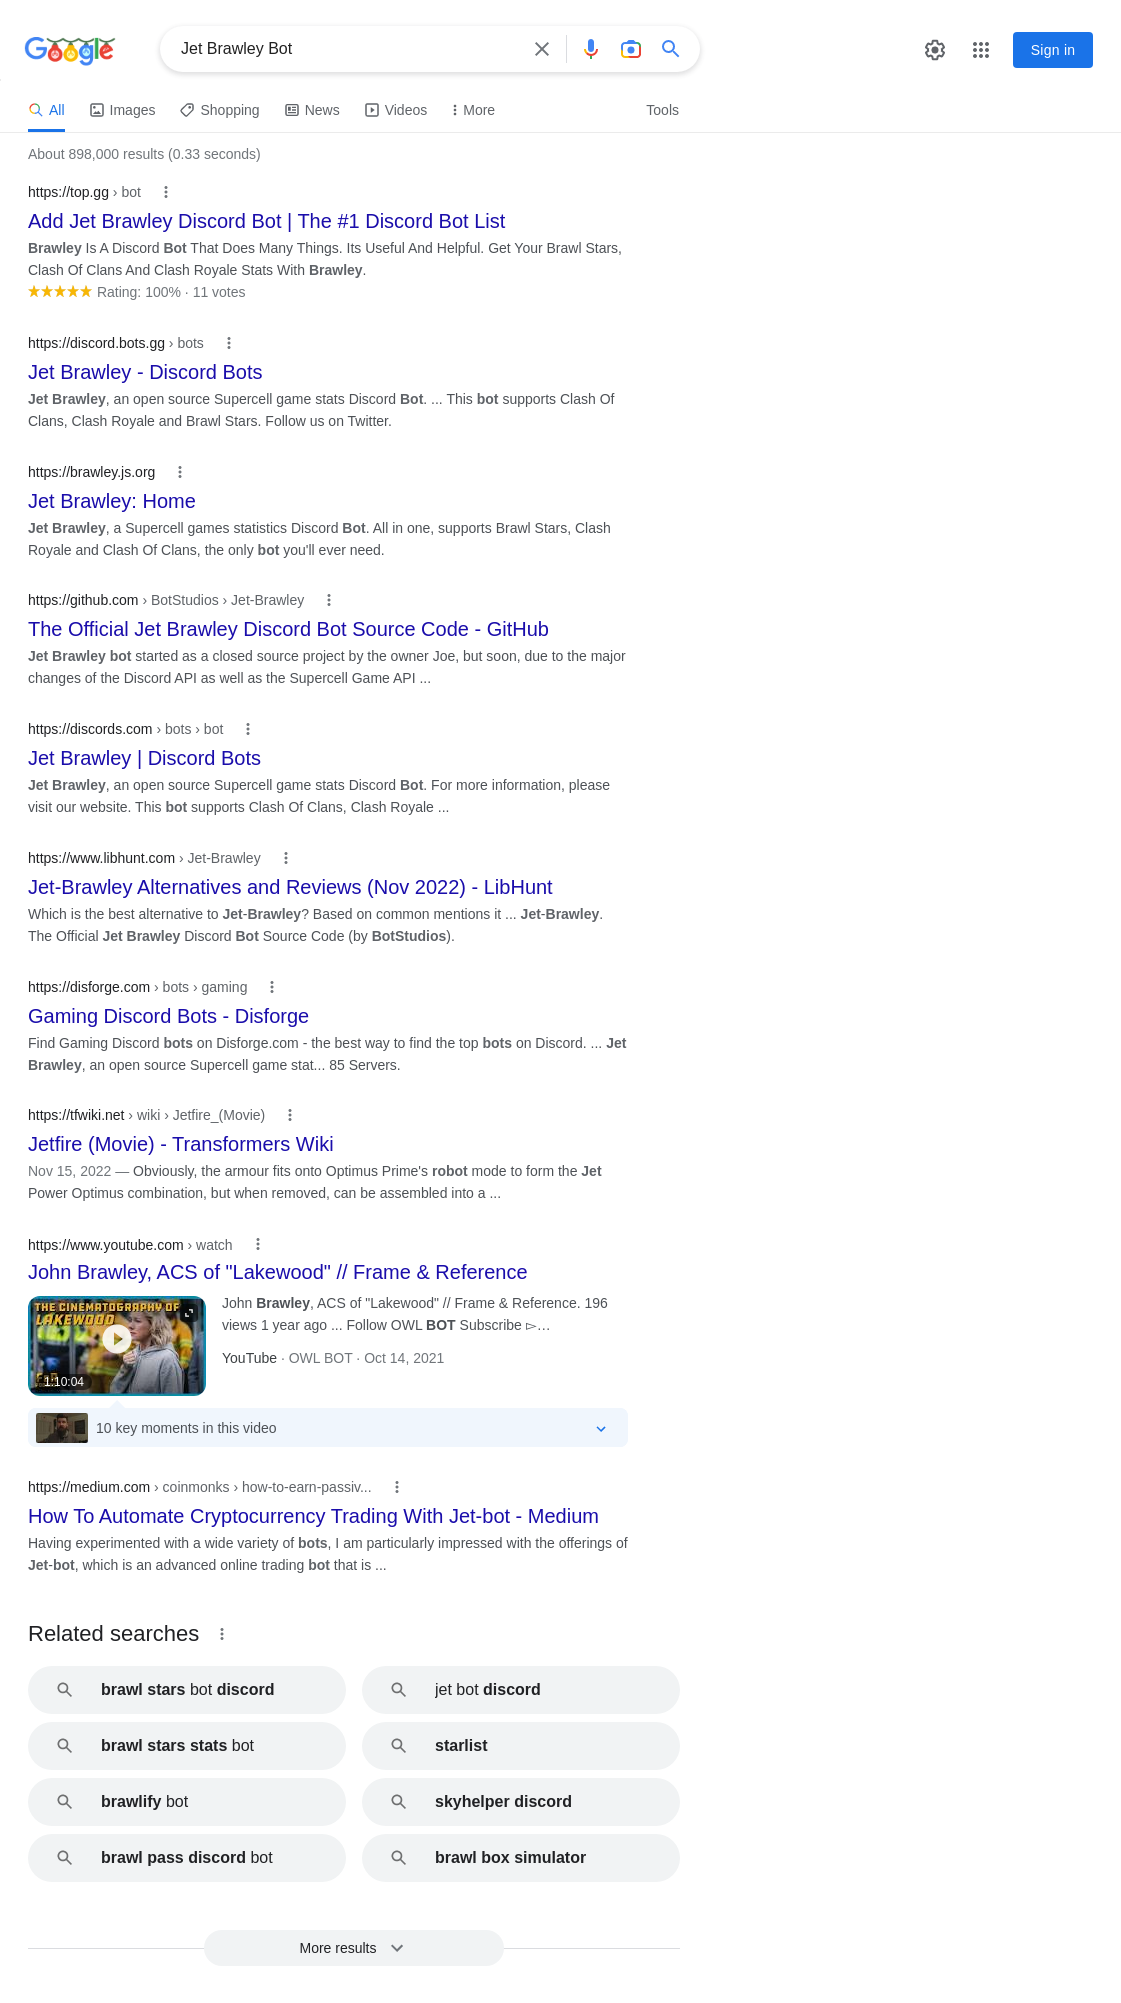 Google
Jet Brawley Bot
Sign in
All
Images
Shopping
News
Videos
More
Tools
About 898,000 results (0.33 seconds)
https://top.gg › bot
Add Jet Brawley Discord Bot | The #1 Discord Bot List
Brawley Is A Discord Bot That Does Many Things. Its Useful And Helpful. Get Your Brawl Stars,
Clash Of Clans And Clash Royale Stats With Brawley.
Rating: 100% · 11 votes
https://discord.bots.gg › bots
Jet Brawley - Discord Bots
Jet Brawley, an open source Supercell game stats Discord Bot. ... This bot supports Clash Of
Clans, Clash Royale and Brawl Stars. Follow us on Twitter.
https://brawley.js.org
Jet Brawley: Home
Jet Brawley, a Supercell games statistics Discord Bot. All in one, supports Brawl Stars, Clash
Royale and Clash Of Clans, the only bot you'll ever need.
https://github.com › BotStudios › Jet-Brawley
The Official Jet Brawley Discord Bot Source Code - GitHub
Jet Brawley bot started as a closed source project by the owner Joe, but soon, due to the major
changes of the Discord API as well as the Supercell Game API ...
https://discords.com › bots › bot
Jet Brawley | Discord Bots
Jet Brawley, an open source Supercell game stats Discord Bot. For more information, please
visit our website. This bot supports Clash Of Clans, Clash Royale ...
https://www.libhunt.com › Jet-Brawley
Jet-Brawley Alternatives and Reviews (Nov 2022) - LibHunt
Which is the best alternative to Jet-Brawley? Based on common mentions it ... Jet-Brawley.
The Official Jet Brawley Discord Bot Source Code (by BotStudios).
https://disforge.com › bots › gaming
Gaming Discord Bots - Disforge
Find Gaming Discord bots on Disforge.com - the best way to find the top bots on Discord. ... Jet
Brawley, an open source Supercell game stat... 85 Servers.
https://tfwiki.net › wiki › Jetfire_(Movie)
Jetfire (Movie) - Transformers Wiki
Nov 15, 2022 — Obviously, the armour fits onto Optimus Prime's robot mode to form the Jet
Power Optimus combination, but when removed, can be assembled into a ...
https://www.youtube.com › watch
John Brawley, ACS of "Lakewood" // Frame & Reference
THE CINEMATOGRAPHY OF
LAKEWOOD
1:10:04
John Brawley, ACS of "Lakewood" // Frame & Reference. 196
views 1 year ago ... Follow OWL BOT Subscribe ▻…
YouTube · OWL BOT · Oct 14, 2021
10 key moments in this video
https://medium.com › coinmonks › how-to-earn-passiv...
How To Automate Cryptocurrency Trading With Jet-bot - Medium
Having experimented with a wide variety of bots, I am particularly impressed with the offerings of
Jet-bot, which is an advanced online trading bot that is ...
Related searches
brawl stars bot discord
jet bot discord
brawl stars stats bot
starlist
brawlify bot
skyhelper discord
brawl pass discord bot
brawl box simulator
More results